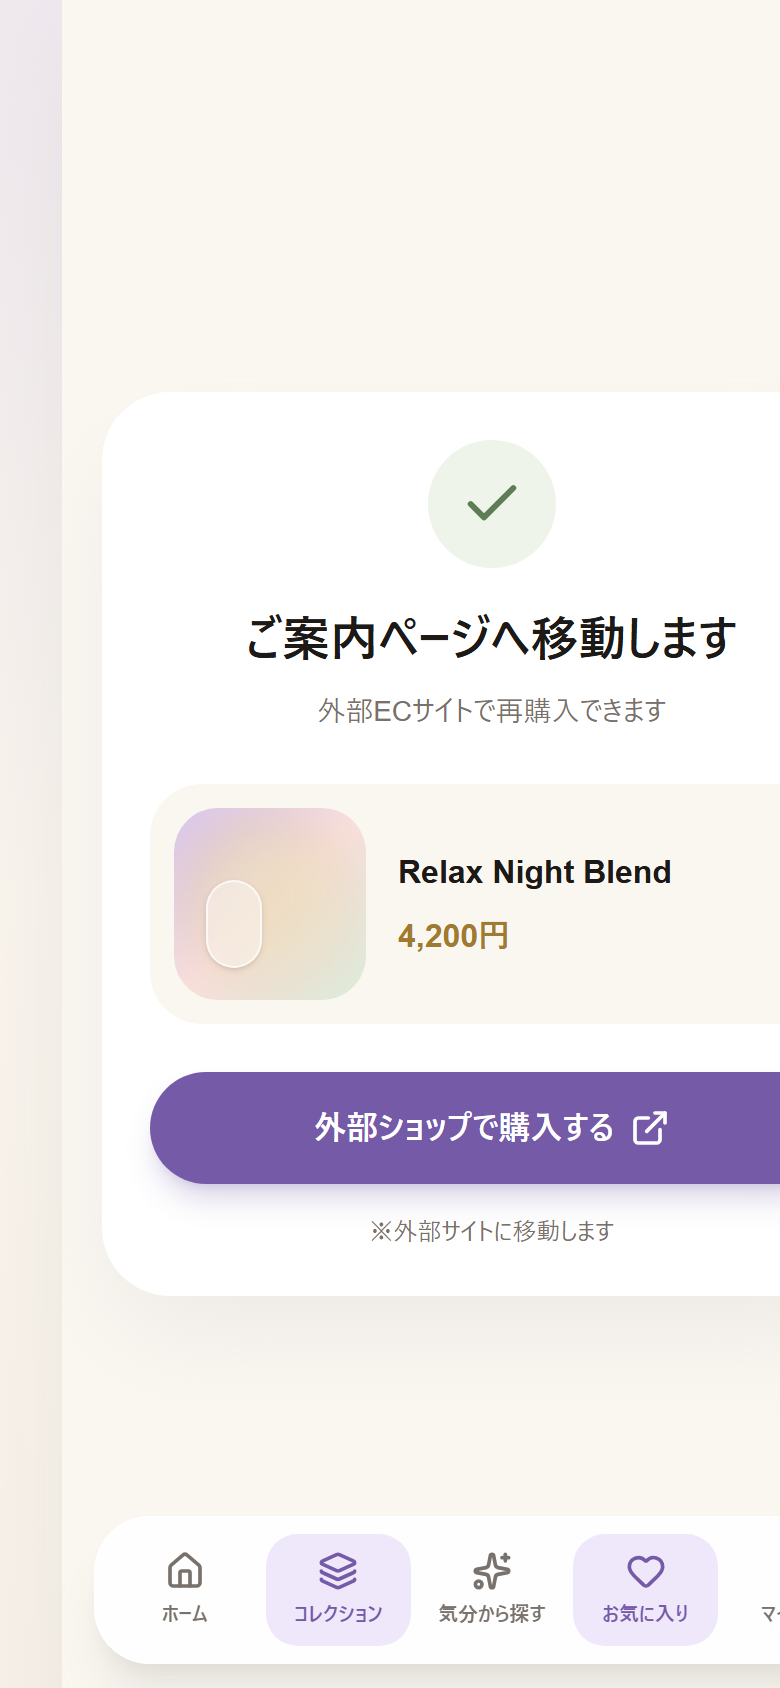 ご案内ページへ移動します
外部ECサイトで再購入できます
Relax Night Blend
4,200円
外部ショップで購入する
※外部サイトに移動します
ホーム
コレクション
気分から探す
お気に入り